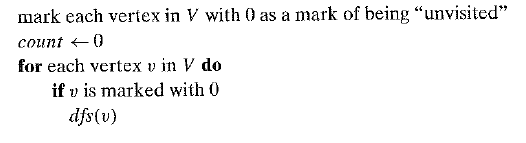 mark each vertex in V with 0 as a mark of being “unvisited”
count ← 0
for each vertex v in V do
if v is marked with 0
dfs(v)